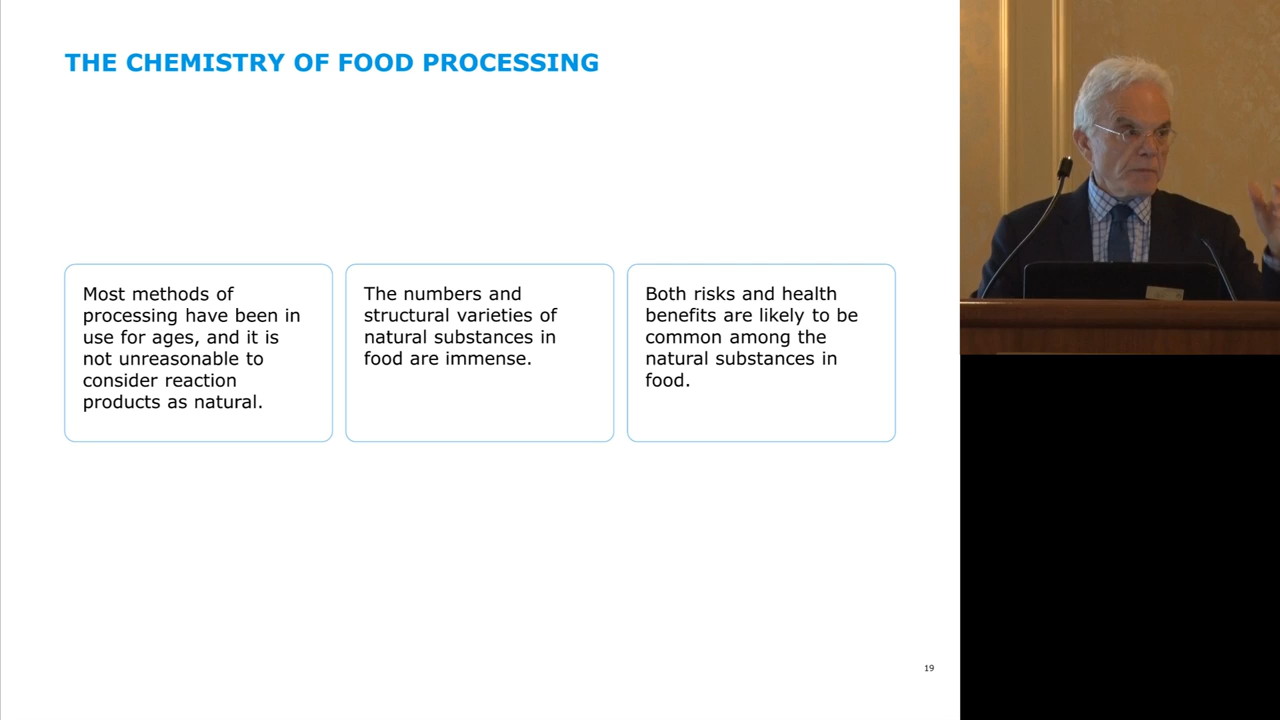 THE CHEMISTRY OF FOOD PROCESSING
Most methods of
processing have been in
use for ages, and it is
not unreasonable to
consider reaction
products as natural.
The numbers and
structural varieties of
natural substances in
food are immense.
Both risks and health
benefits are likely to be
common among the
natural substances in
food.
19